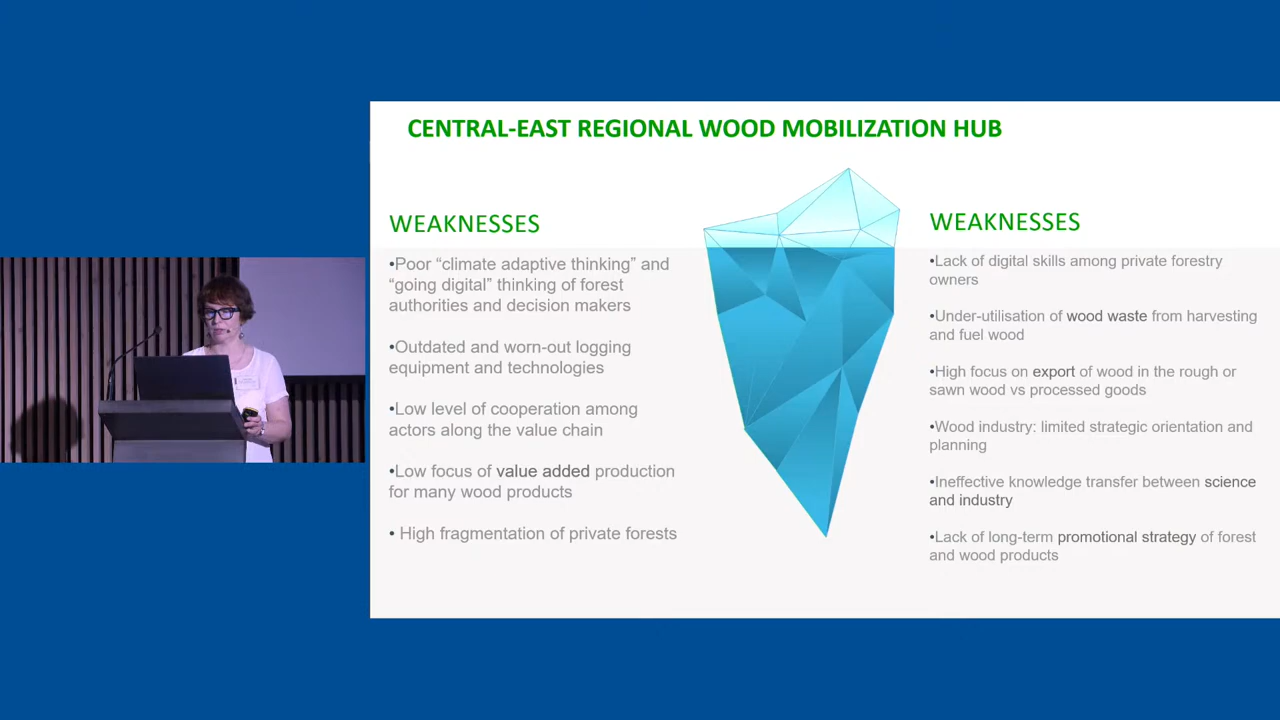 CENTRAL-EAST REGIONAL WOOD MOBILIZATION HUB
WEAKNESSES
•Poor “climate adaptive thinking” and
“going digital” thinking of forest
authorities and decision makers
•Outdated and worn-out logging
equipment and technologies
•Low level of cooperation among
actors along the value chain
•Low focus of value added production
for many wood products
• High fragmentation of private forests
WEAKNESSES
•Lack of digital skills among private forestry
owners
•Under-utilisation of wood waste from harvesting
and fuel wood
•High focus on export of wood in the rough or
sawn wood vs processed goods
•Wood industry: limited strategic orientation and
planning
•Ineffective knowledge transfer between science
and industry
•Lack of long-term promotional strategy of forest
and wood products